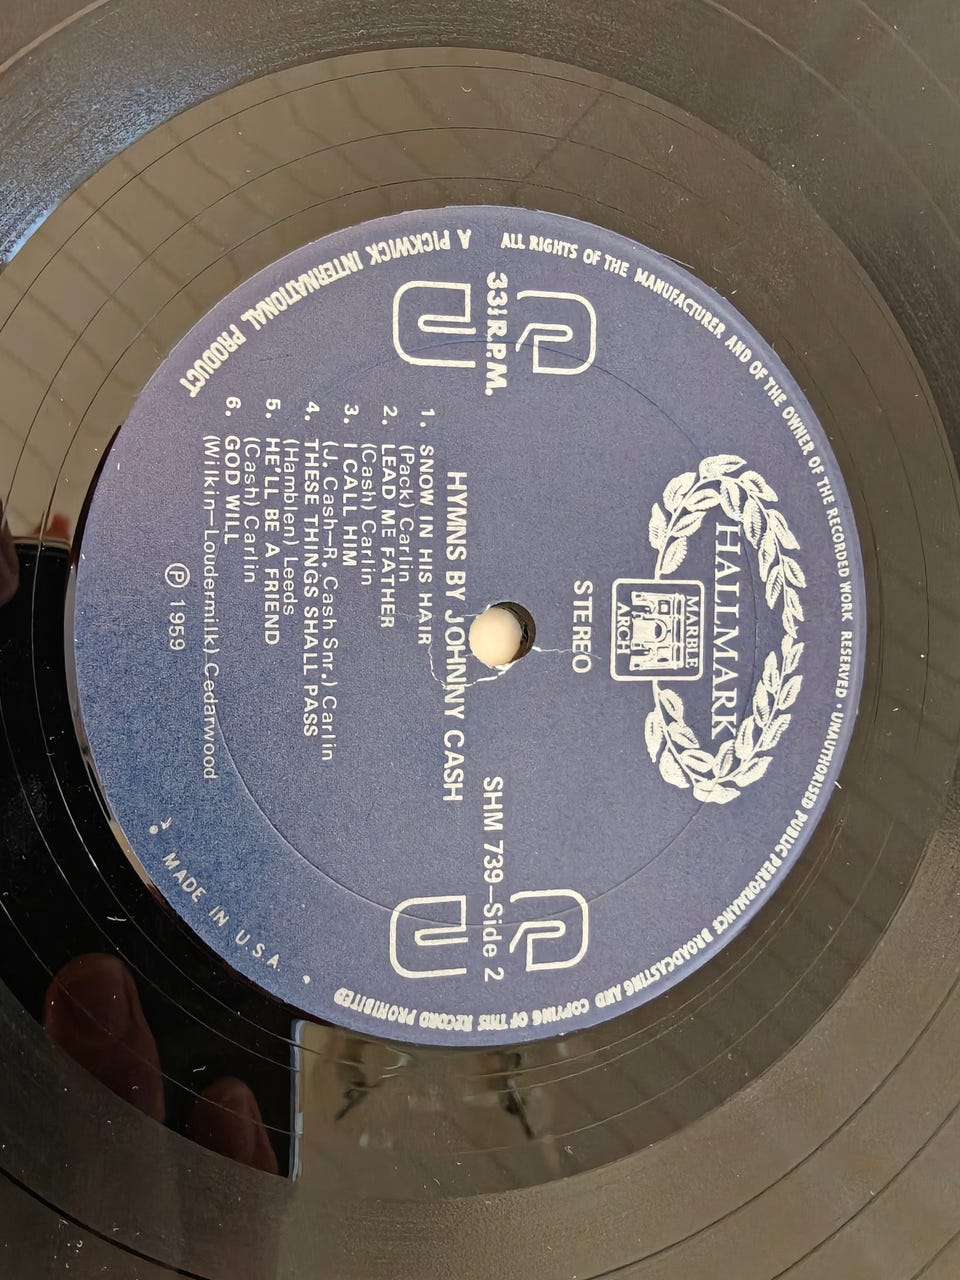 ALL RIGHTS OF THE MANUFACTURER AND OF THE OWNER OF THE RECORDED WORK RESERVED • UNAUTHORISED PUBLIC PERFORMANCE BROADCASTING AND COPYING OF THIS RECORD PROHIBITED
HALLMARK
MARBLE
ARCH
STEREO
33⅓ R.P.M.
SHM 739—Side 2
HYMNS BY JOHNNY CASH
1. SNOW IN HIS HAIR
(Pack) Carlin
2. LEAD ME FATHER
(Cash) Carlin
3. I CALL HIM
(J. Cash—R. Cash Snr.) Carlin
4. THESE THINGS SHALL PASS
(Hamblen) Leeds
5. HE'LL BE A FRIEND
(Cash) Carlin
6. GOD WILL
(Wilkin—Loudermilk) Cedarwood
Ⓟ 1959
A PICKWICK INTERNATIONAL PRODUCT
• MADE IN U S A •